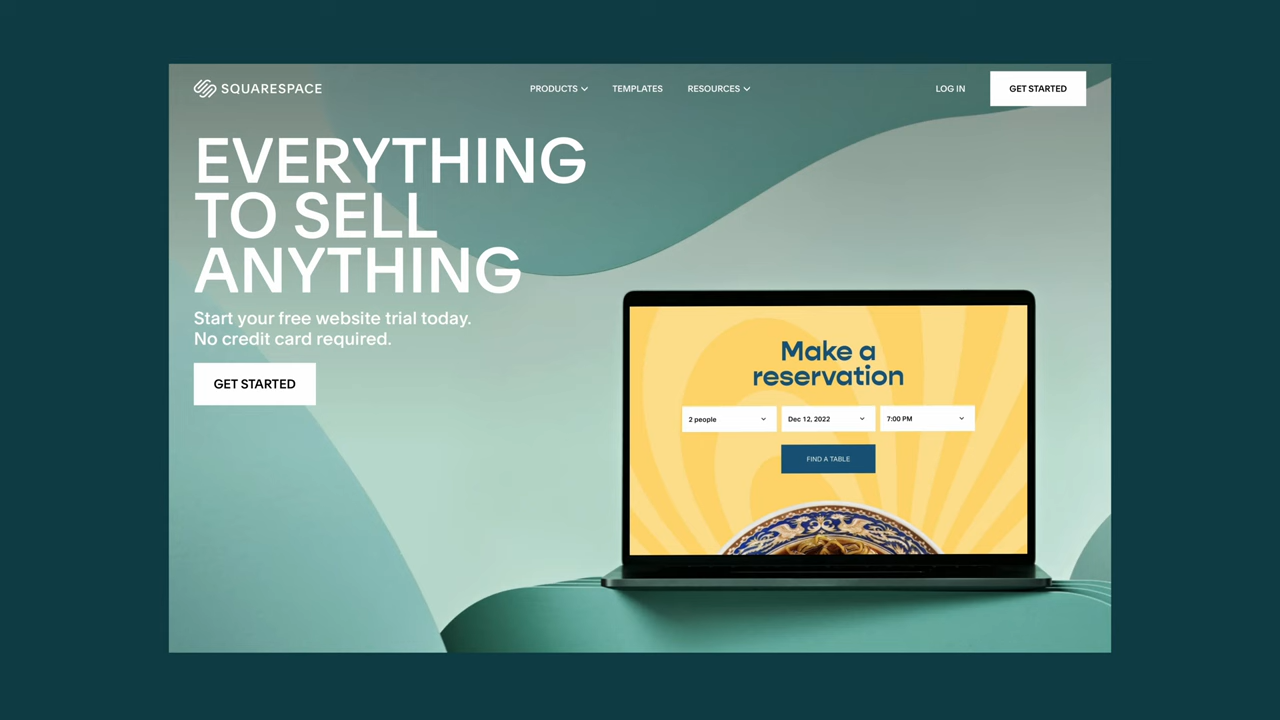 SQUARESPACE
PRODUCTS
TEMPLATES
RESOURCES
LOG IN
GET STARTED
EVERYTHING
TO SELL
ANYTHING
Start your free website trial today.
No credit card required.
GET STARTED
Make a
reservation
2 people
Dec 12, 2022
7:00 PM
FIND A TABLE